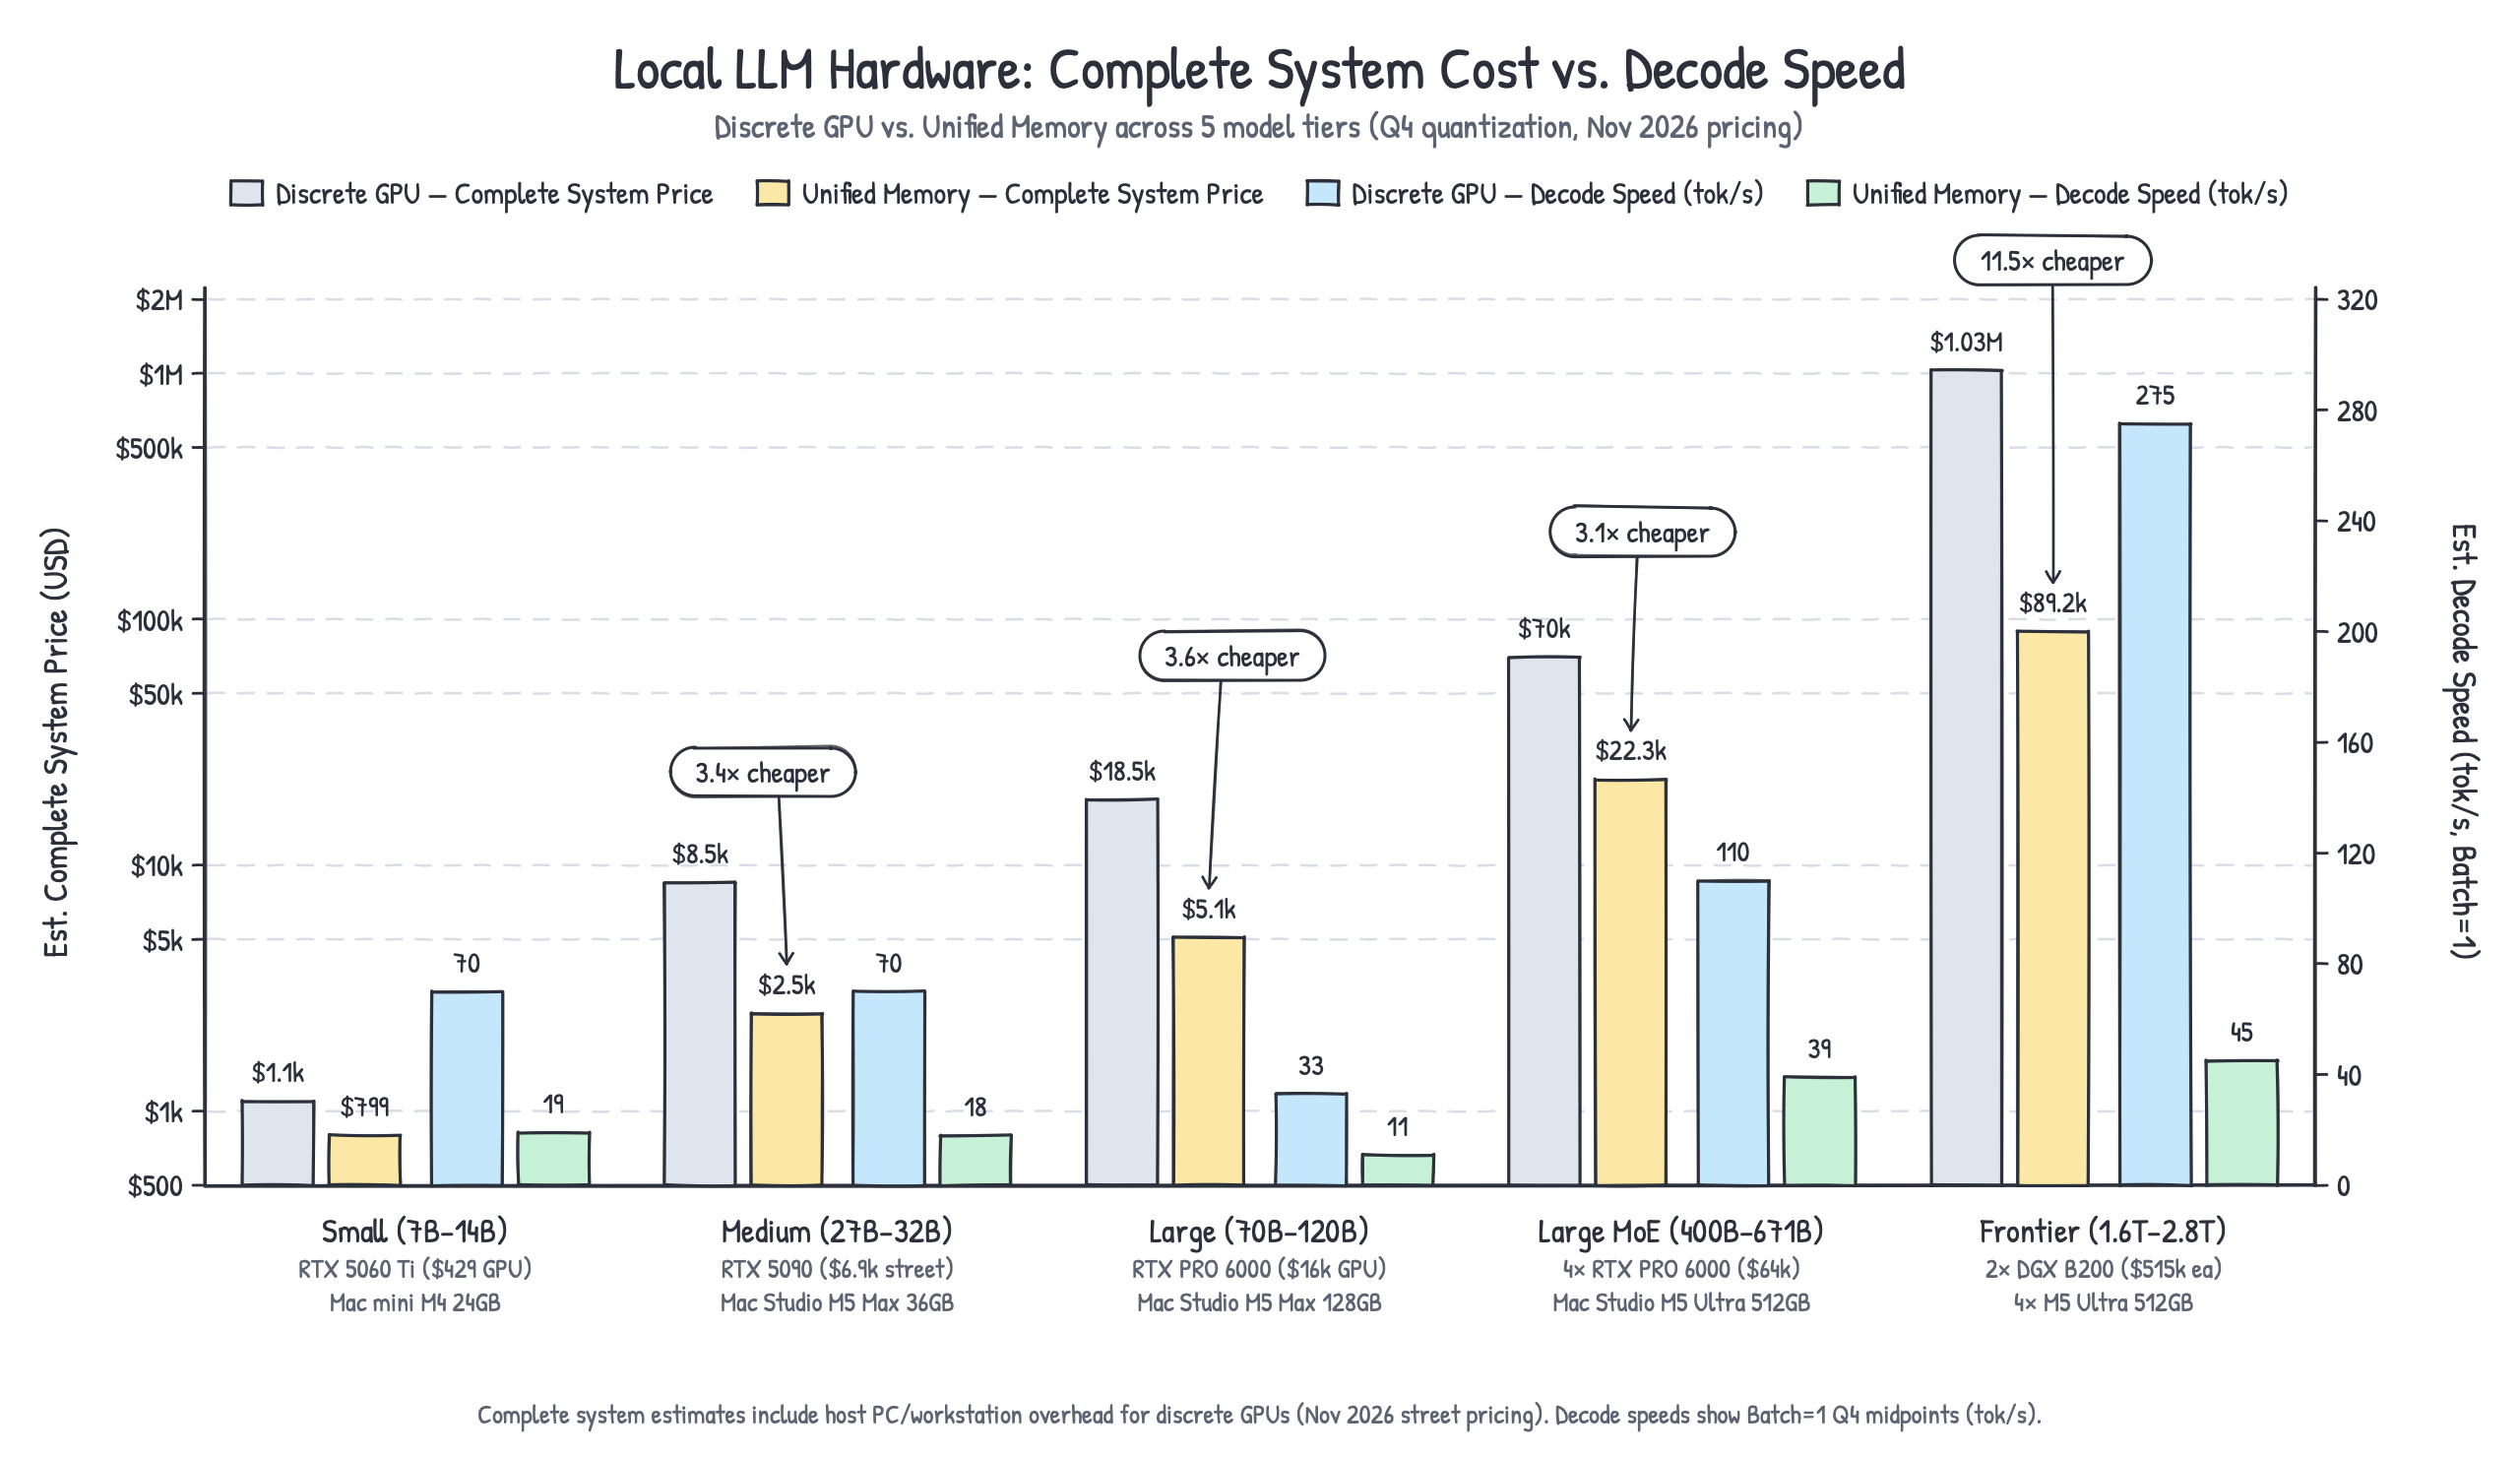 Local LLM Hardware: Complete System Cost vs. Decode Speed
Discrete GPU vs. Unified Memory across 5 model tiers (Q4 quantization, Nov 2026 pricing)
Discrete GPU — Complete System Price
Unified Memory — Complete System Price
Discrete GPU — Decode Speed (tok/s)
Unified Memory — Decode Speed (tok/s)
Est. Complete System Price (USD)
$2M
$1M
$500k
$100k
$50k
$10k
$5k
$1k
$500
$1.1k
$799
70
19
3.4× cheaper
$8.5k
$2.5k
70
18
3.6× cheaper
$18.5k
$5.1k
33
11
3.1× cheaper
$70k
$22.3k
110
39
11.5× cheaper
$1.03M
$89.2k
275
45
320
280
240
200
160
120
80
40
0
Est. Decode Speed (tok/s, Batch=1)
Small (7B–14B)
RTX 5060 Ti ($429 GPU)
Mac mini M4 24GB
Medium (27B–32B)
RTX 5090 ($6.9k street)
Mac Studio M5 Max 36GB
Large (70B–120B)
RTX PRO 6000 ($16k GPU)
Mac Studio M5 Max 128GB
Large MoE (400B–671B)
4× RTX PRO 6000 ($64k)
Mac Studio M5 Ultra 512GB
Frontier (1.6T–2.8T)
2× DGX B200 ($515k ea)
4× M5 Ultra 512GB
Complete system estimates include host PC/workstation overhead for discrete GPUs (Nov 2026 street pricing). Decode speeds show Batch=1 Q4 midpoints (tok/s).